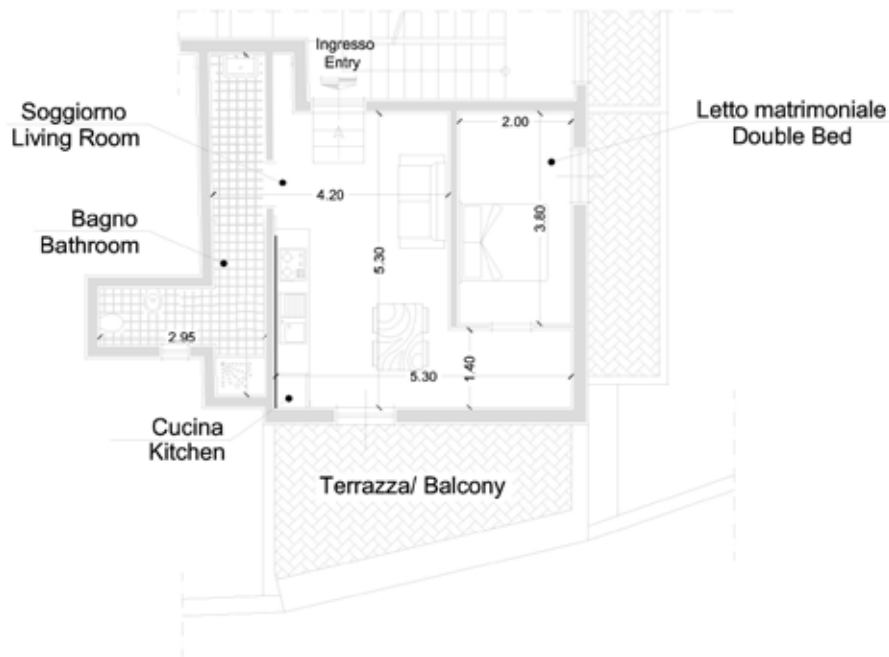 Ingresso
Entry
Soggiorno
Living Room
Letto matrimoniale
Double Bed
2.00
4.20
3.80
Bagno
Bathroom
5.30
2.95
1.40
5.30
Cucina
Kitchen
Terrazza/ Balcony